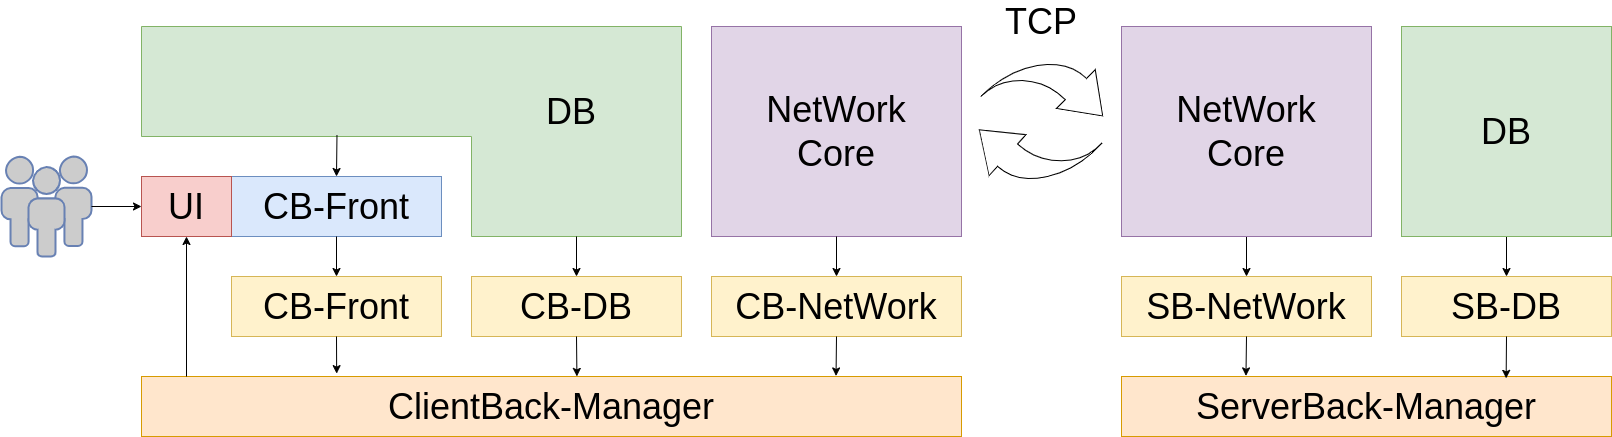 TCP
DB
NetWork
Core
NetWork
Core
DB
UI
CB-Front
CB-Front
CB-DB
CB-NetWork
SB-NetWork
SB-DB
ClientBack-Manager
ServerBack-Manager